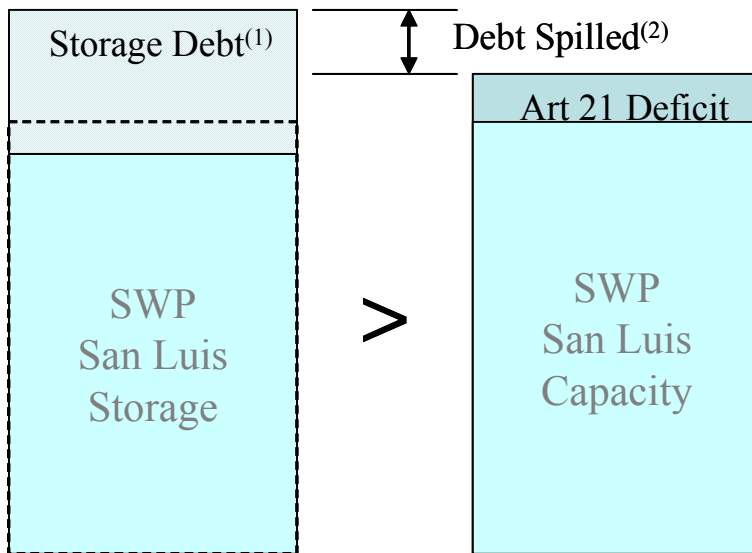 Storage Debt(1)
Debt Spilled(2)
Art 21 Deficit
SWP
San Luis
Storage
>
SWP
San Luis
Capacity